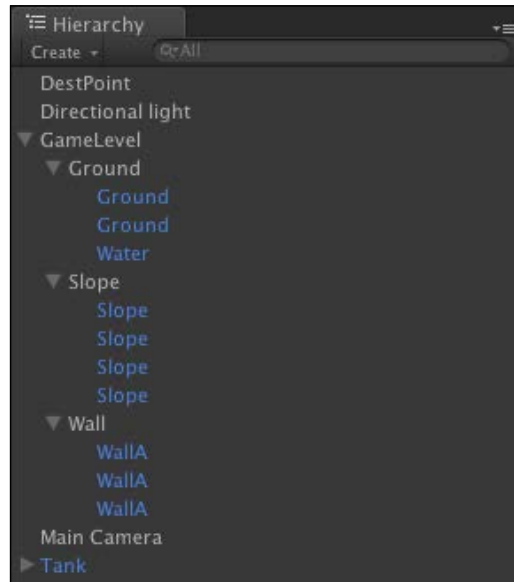 Hierarchy
Create All
DestPoint
Directional light
GameLevel
Ground
Ground
Ground
Water
Slope
Slope
Slope
Slope
Slope
Wall
WallA
WallA
WallA
Main Camera
Tank